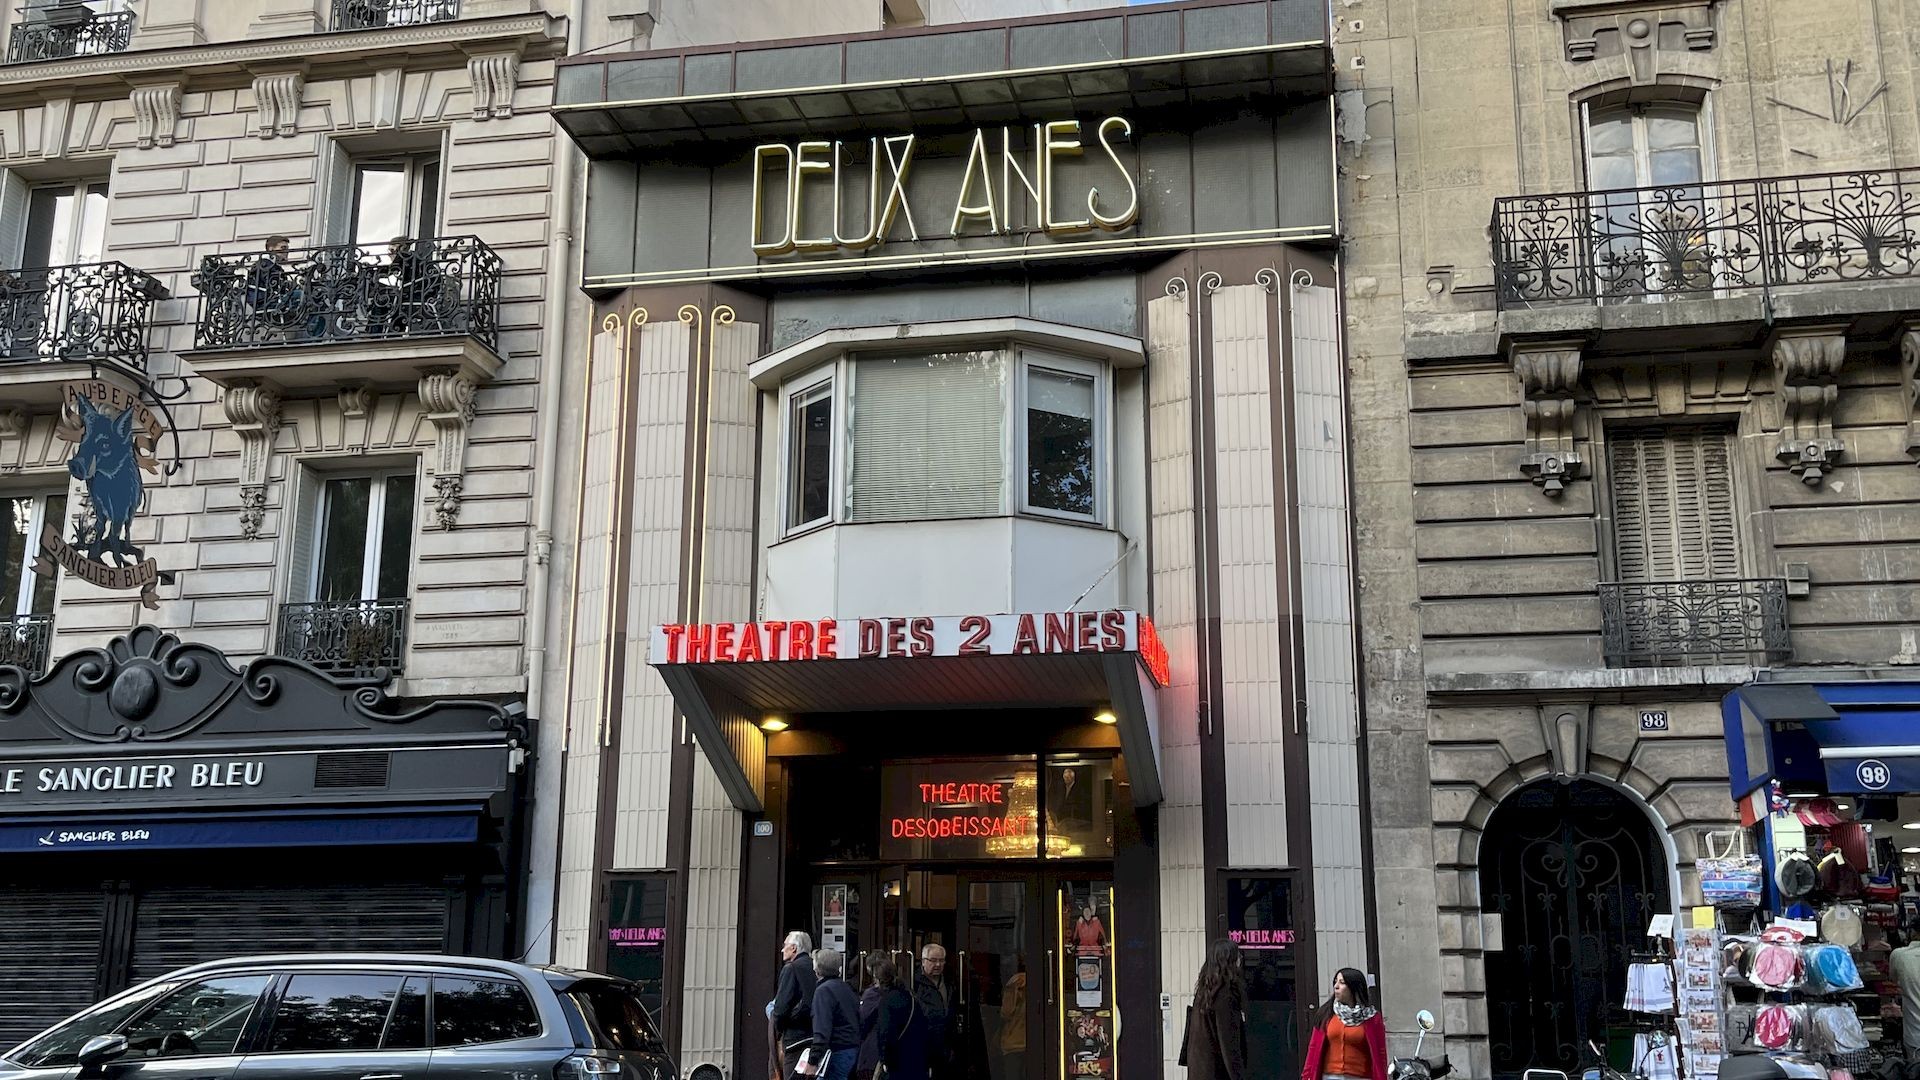 DEUX ANES
AUBERGE
SANGLIER BLEU
THEATRE DES 2 ANES
LE SANGLIER BLEU
SANGLIER BLEU
THEATRE
DESOBEISSANT
100
98
98
DEUX ANES
DEUX ANES